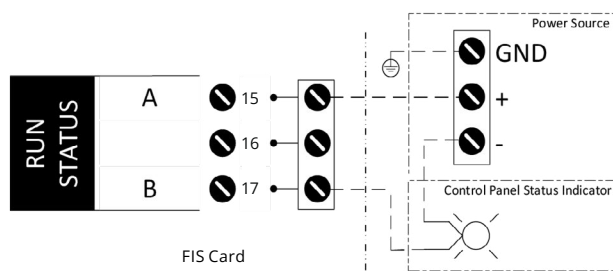 Power Source
GND
+
-
RUN STATUS
A
15
16
B
17
Control Panel Status Indicator
FIS Card